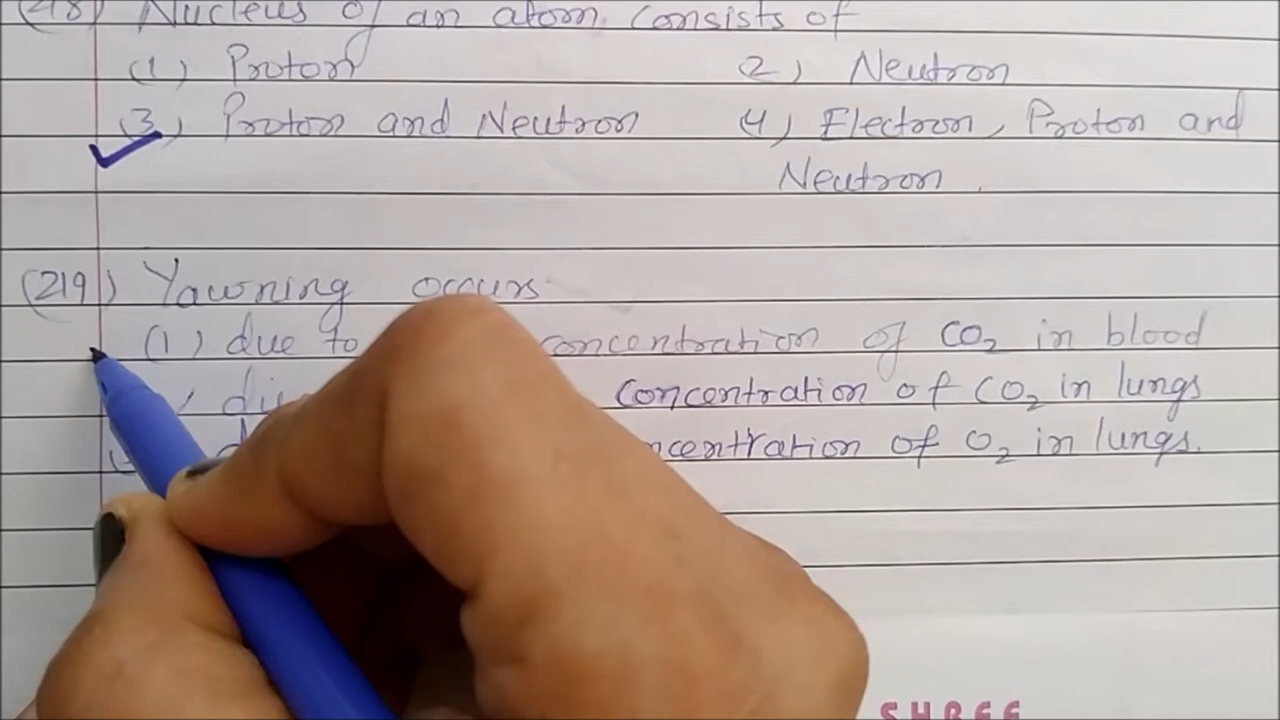 (218) Nucleus of an atom consists of
(1) Proton 2) Neutron
(3) Proton and Neutron 4) Electron, Proton and
Neutron.
(219) Yawning occurs
(1) due to concentration of CO₂ in blood
concentration of CO₂ in lungs
of O₂ in lungs.
SHREE